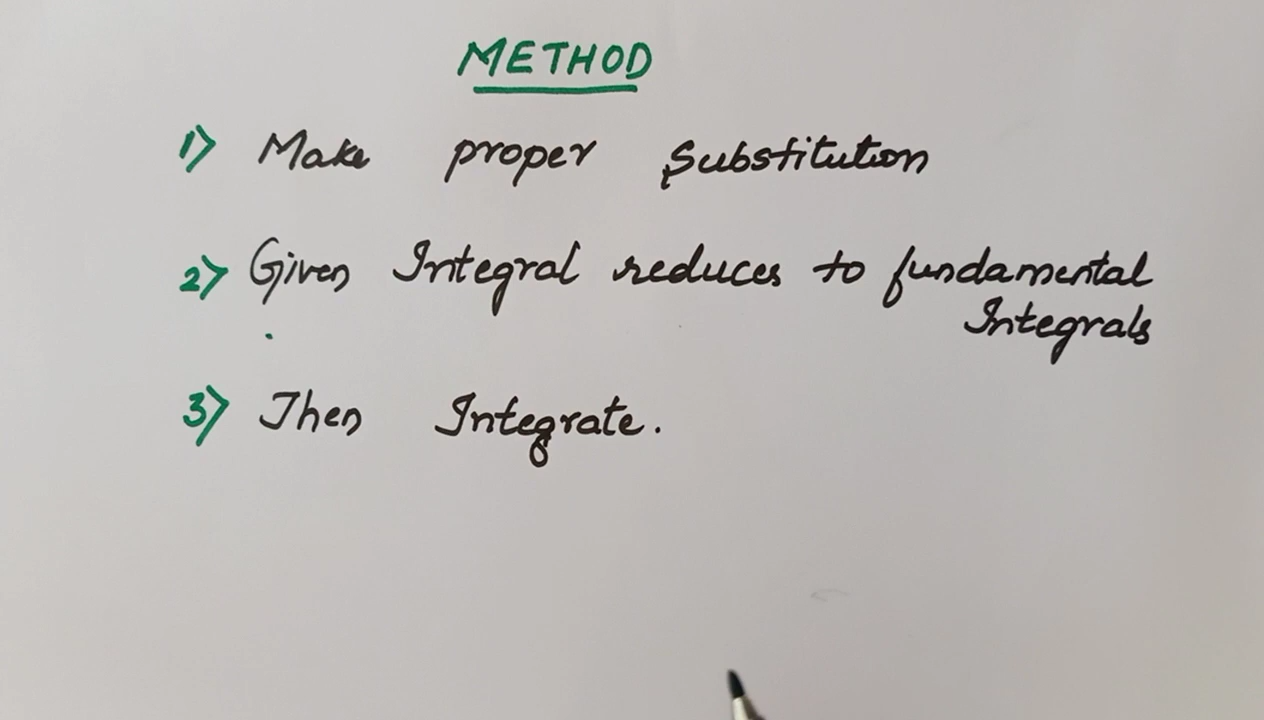 METHOD
1) Make proper Substitution
2) Given Integral reduces to fundamental
Integrals
3) Then Integrate.